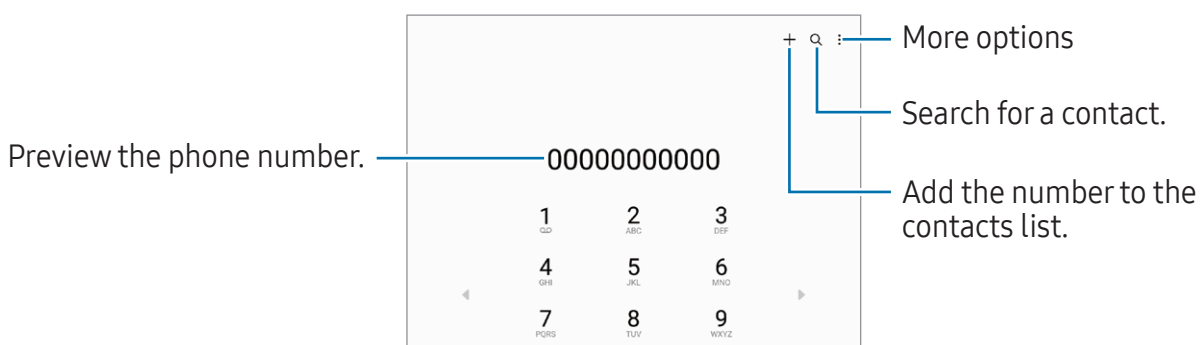 More options
Search for a contact.
Preview the phone number.
00000000000
Add the number to the
contacts list.
1 2 3
ABC DEF
4 5 6
GHI JKL MNO
7 8 9
PQRS TUV WXYZ